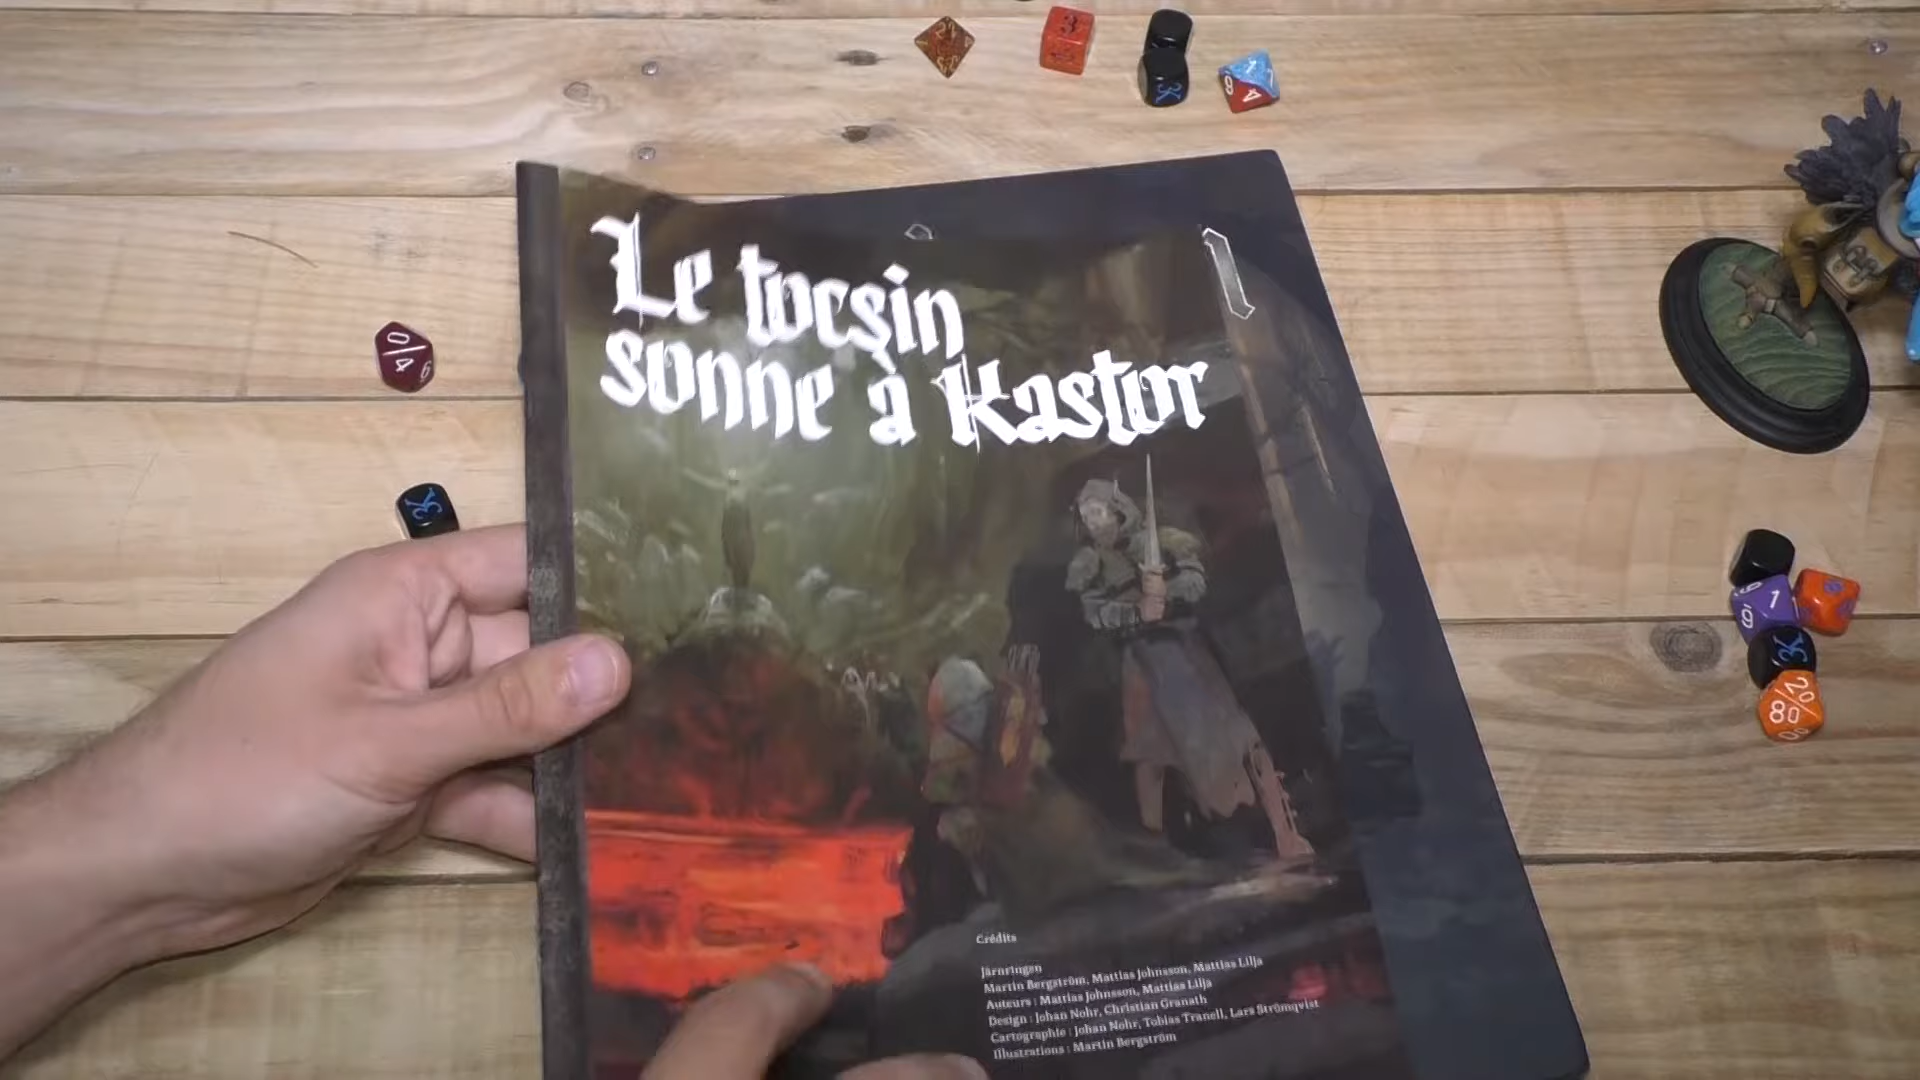 Le tocsin
sonne à Kastor
Crédits
Järnringen
Martin Bergström, Mattias Johnsson, Mattias Lilja
Auteurs : Mattias Johnsson, Mattias Lilja
Design : Johan Nohr, Christian Granath
Cartographie : Johan Nohr, Tobias Tranell, Lars Strömqvist
Illustrations : Martin Bergström